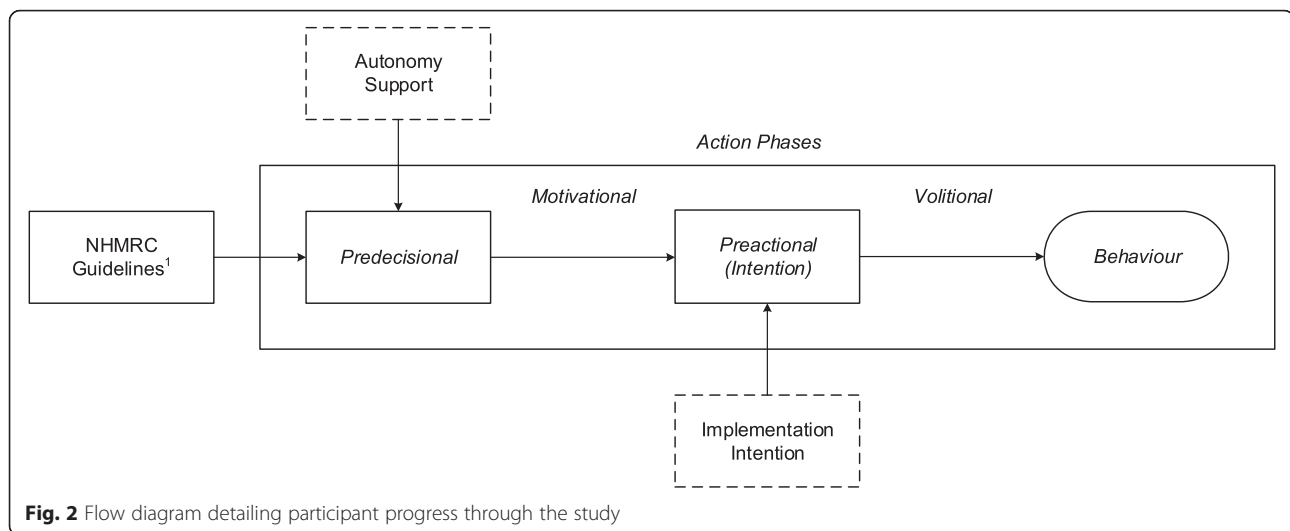 Autonomy
Support
Action Phases
Motivational
Volitional
NHMRC
Guidelines¹
Predecisional
Preactional
(Intention)
Behaviour
Implementation
Intention
Fig. 2 Flow diagram detailing participant progress through the study